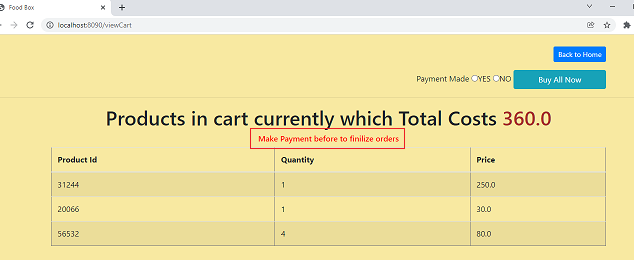 Food Box
localhost:8090/viewCart
Back to Home
Payment Made YES NO Buy All Now
Products in cart currently which Total Costs 360.0
Make Payment before to finilize orders
Product Id Quantity Price
31244 1 250.0
20066 1 30.0
56532 4 80.0